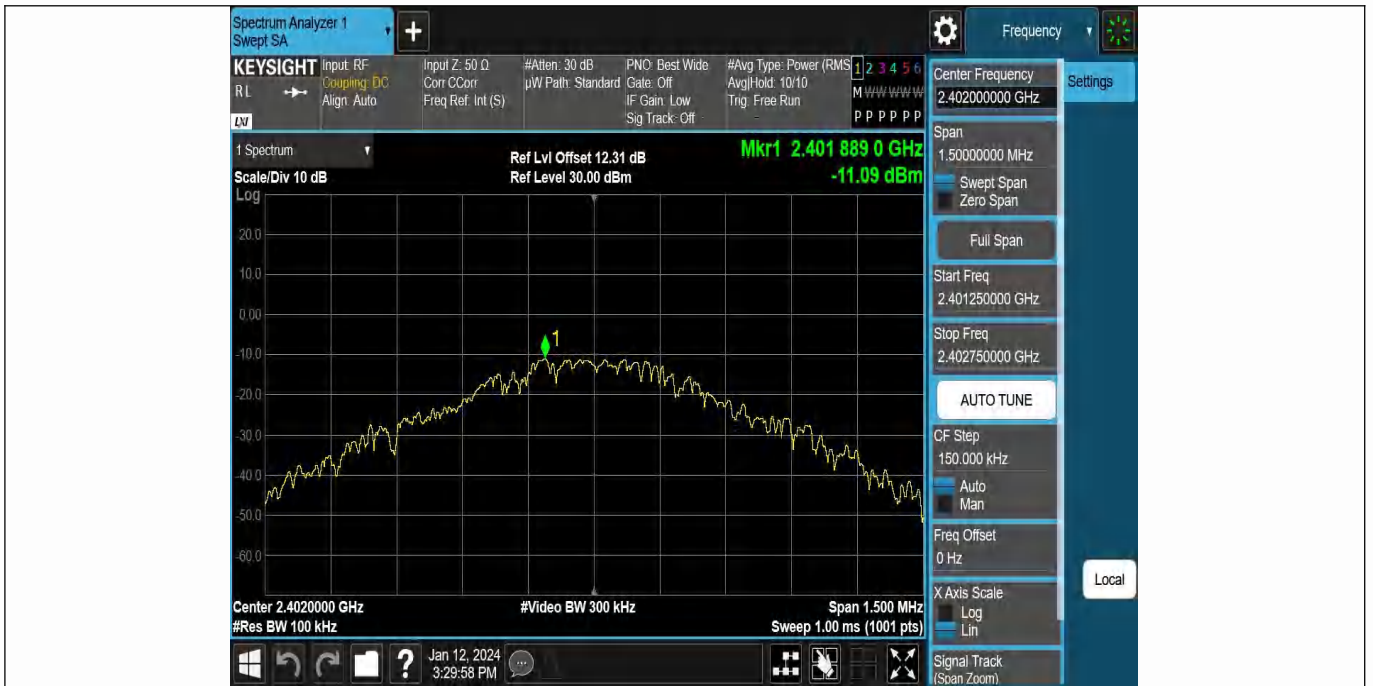 Spectrum Analyzer 1
Swept SA
Frequency
KEYSIGHT
R L
LXI
Input: RF
Coupling: DC
Align: Auto
Input Z: 50 Ω
Corr CCorr
Freq Ref: Int (S)
#Atten: 30 dB
µW Path: Standard
PNO: Best Wide
Gate: Off
IF Gain: Low
Sig Track: Off
#Avg Type: Power (RMS
Avg|Hold: 10/10
Trig: Free Run
1 2 3 4 5 6
M W W W W W
P P P P P P
1 Spectrum
Scale/Div 10 dB
Ref Lvl Offset 12.31 dB
Ref Level 30.00 dBm
Mkr1 2.401 889 0 GHz
-11.09 dBm
Log
20.0
10.0
0.00
-10.0
-20.0
-30.0
-40.0
-50.0
-60.0
1
Center 2.4020000 GHz
#Res BW 100 kHz
#Video BW 300 kHz
Span 1.500 MHz
Sweep 1.00 ms (1001 pts)
Center Frequency
2.402000000 GHz
Settings
Span
1.50000000 MHz
Swept Span
Zero Span
Full Span
Start Freq
2.401250000 GHz
Stop Freq
2.402750000 GHz
AUTO TUNE
CF Step
150.000 kHz
Auto
Man
Freq Offset
0 Hz
X Axis Scale
Log
Lin
Local
Signal Track
(Span Zoom)
Jan 12, 2024
3:29:58 PM